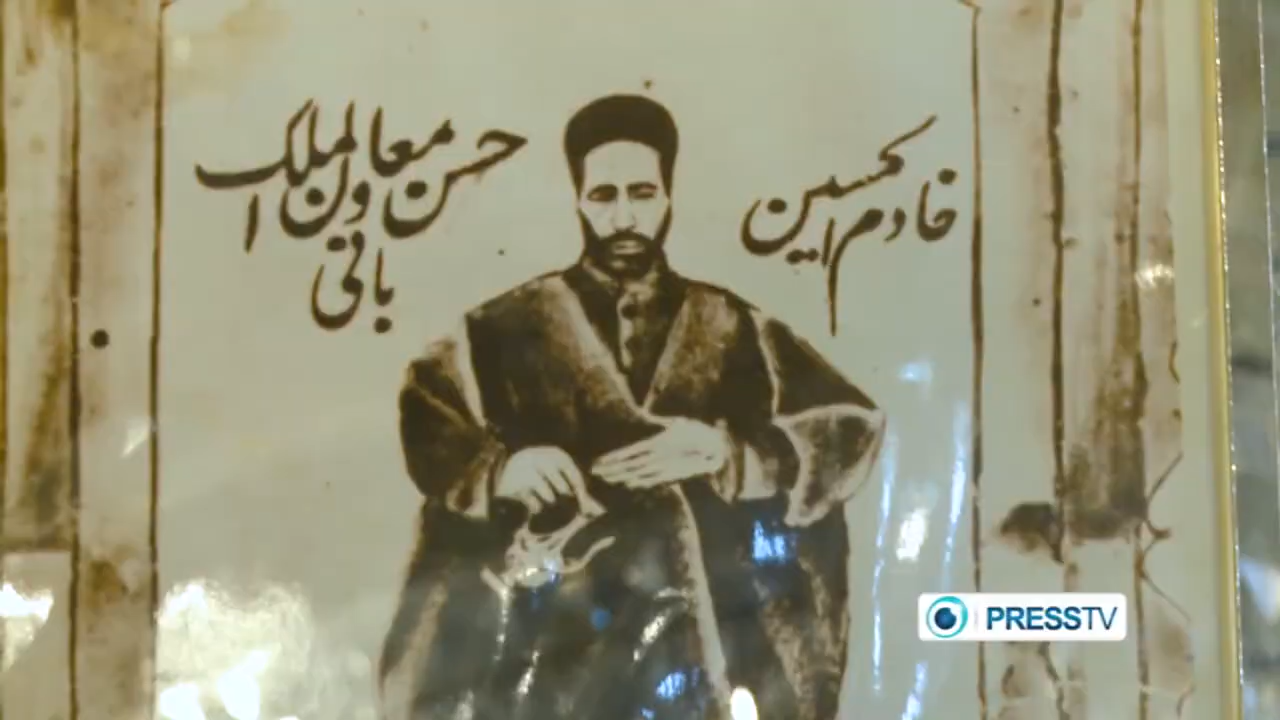 خادم الحسین
حسن معاون الملک
بانی
PRESSTV